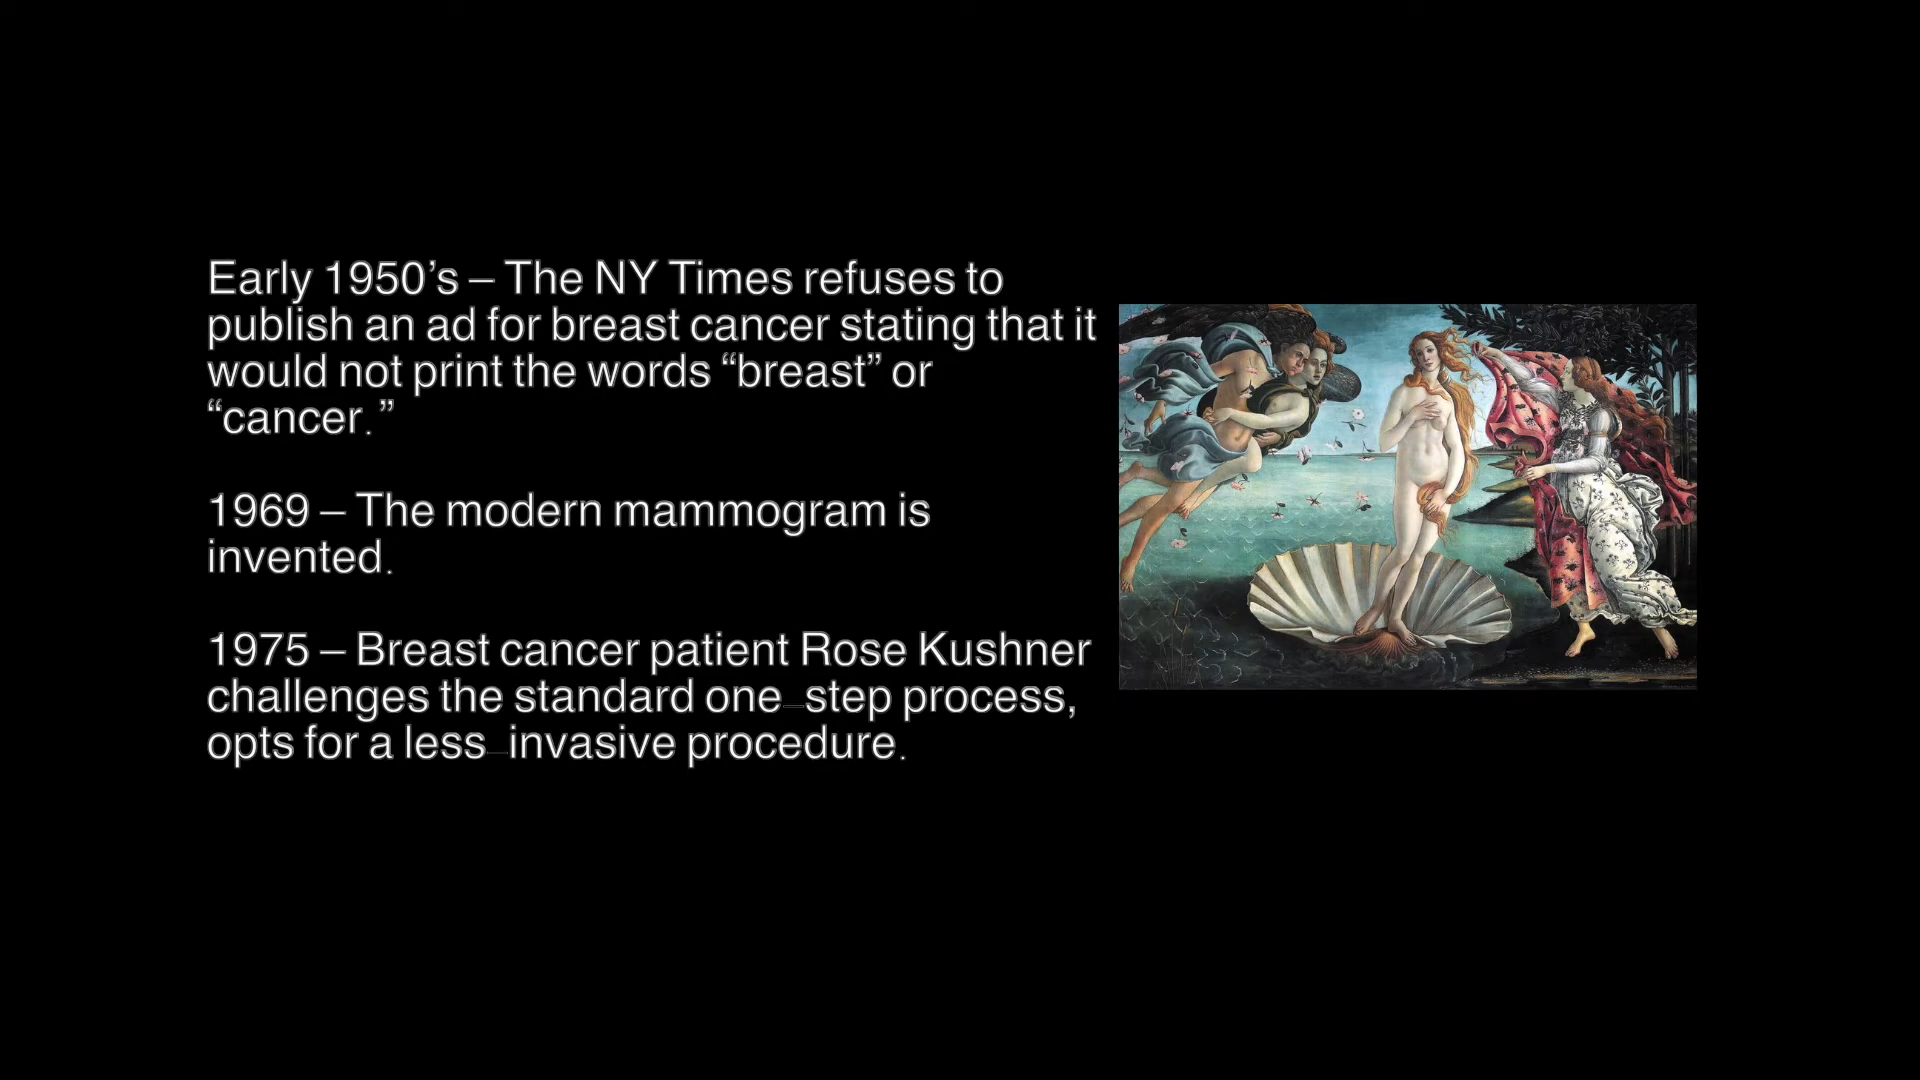 Early 1950’s – The NY Times refuses to
publish an ad for breast cancer stating that it
would not print the words “breast” or
“cancer.”
1969 – The modern mammogram is
invented.
1975 – Breast cancer patient Rose Kushner
challenges the standard one-step process,
opts for a less-invasive procedure.